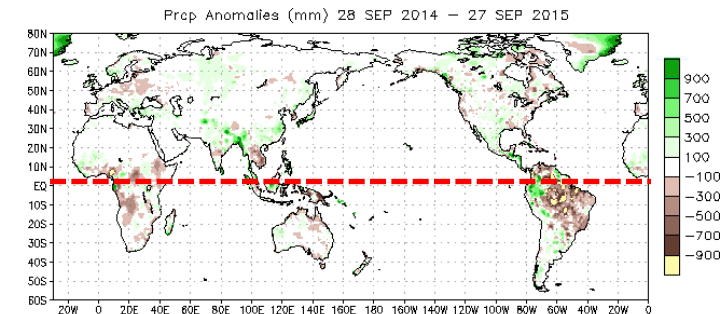 Prcp Anomalies (mm) 28 SEP 2014 – 27 SEP 2015
80N
70N
60N
50N
40N
30N
20N
10N
EQ
10S
20S
30S
40S
50S
60S
20W 0 20E 40E 60E 80E 100E 120E 140E 160E 180 160W 140W 120W 100W 80W 60W 40W 20W 0
900
700
500
300
100
−100
−300
−500
−700
−900